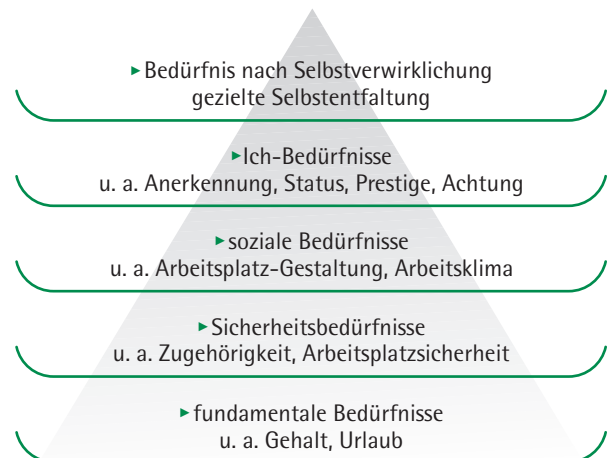 ▸Bedürfnis nach Selbstverwirklichung
gezielte Selbstentfaltung
▸Ich-Bedürfnisse
u. a. Anerkennung, Status, Prestige, Achtung
▸soziale Bedürfnisse
u. a. Arbeitsplatz-Gestaltung, Arbeitsklima
▸Sicherheitsbedürfnisse
u. a. Zugehörigkeit, Arbeitsplatzsicherheit
▸fundamentale Bedürfnisse
u. a. Gehalt, Urlaub